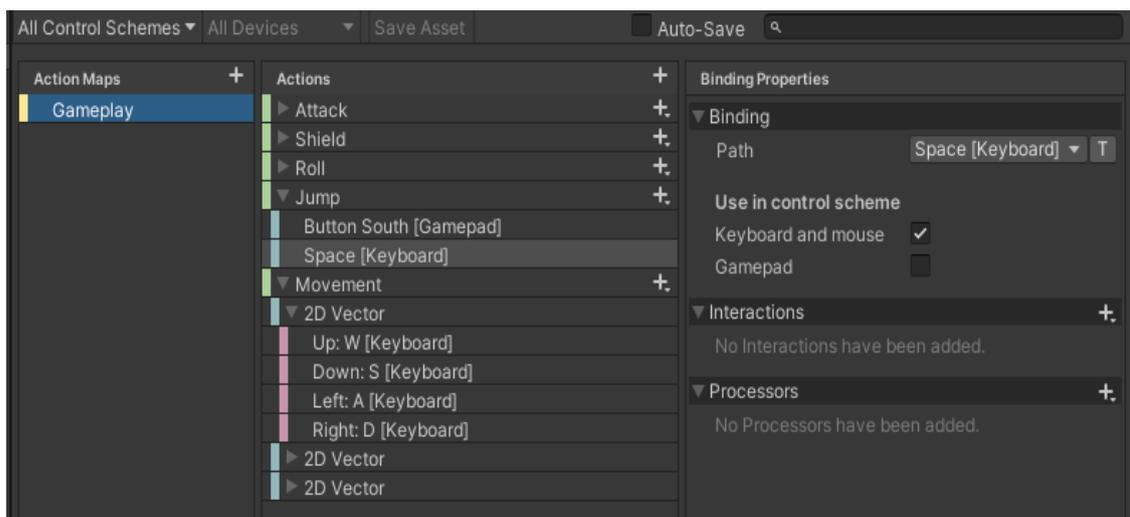 All Control Schemes All Devices Save Asset Auto-Save
Action Maps
Gameplay
Actions
Attack
Shield
Roll
Jump
Button South [Gamepad]
Space [Keyboard]
Movement
2D Vector
Up: W [Keyboard]
Down: S [Keyboard]
Left: A [Keyboard]
Right: D [Keyboard]
2D Vector
2D Vector
Binding Properties
Binding
Path Space [Keyboard] T
Use in control scheme
Keyboard and mouse
Gamepad
Interactions
No Interactions have been added.
Processors
No Processors have been added.